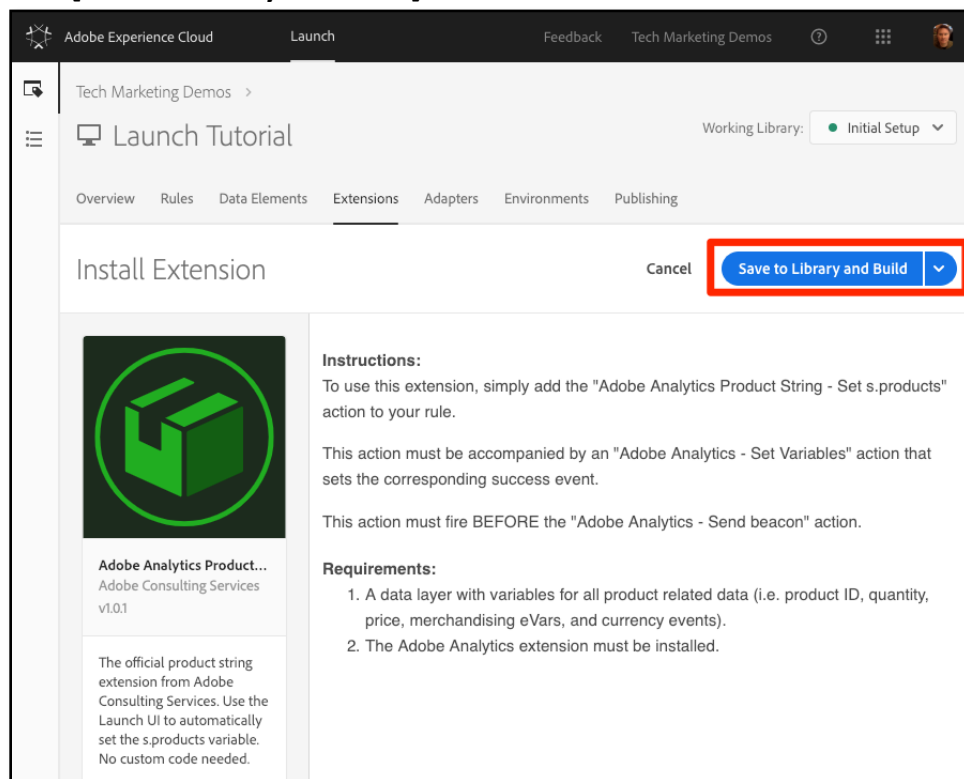 Adobe Experience Cloud Launch Feedback Tech Marketing Demos
Tech Marketing Demos >
Launch Tutorial
Working Library: Initial Setup
Overview Rules Data Elements Extensions Adapters Environments Publishing
Install Extension
Cancel
Save to Library and Build
Instructions:
To use this extension, simply add the "Adobe Analytics Product String - Set s.products"
action to your rule.
This action must be accompanied by an "Adobe Analytics - Set Variables" action that
sets the corresponding success event.
This action must fire BEFORE the "Adobe Analytics - Send beacon" action.
Requirements:
1. A data layer with variables for all product related data (i.e. product ID, quantity,
price, merchandising eVars, and currency events).
2. The Adobe Analytics extension must be installed.
Adobe Analytics Product...
Adobe Consulting Services
v1.0.1
The official product string
extension from Adobe
Consulting Services. Use the
Launch UI to automatically
set the s.products variable.
No custom code needed.